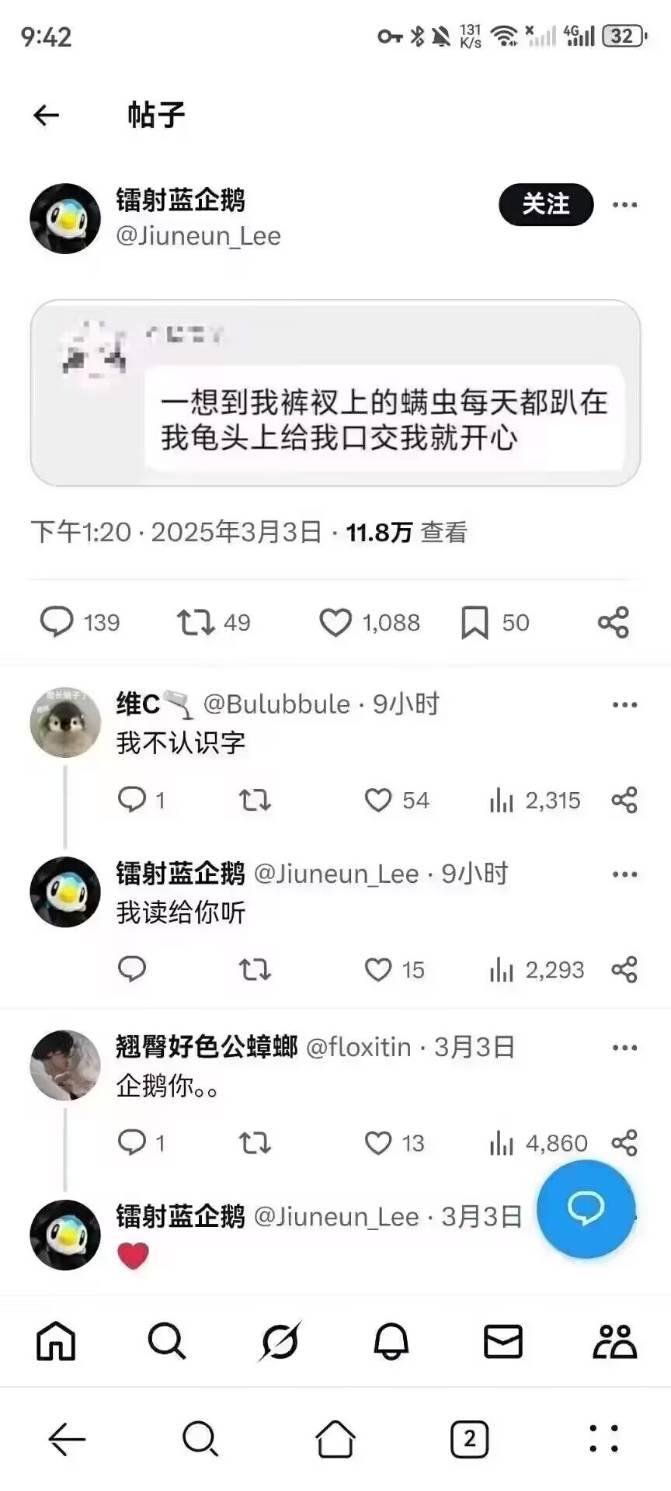 9:42
131
K/s
4G
32
帖子
镭射蓝企鹅
@Jiuneun_Lee
关注
一想到我裤衩上的螨虫每天都趴在
我龟头上给我口交我就开心
下午1:20 · 2025年3月3日 · 11.8万 查看
139 49 1,088 50
维C @Bulubbule · 9小时
我不认识字
1 54 2,315
镭射蓝企鹅 @Jiuneun_Lee · 9小时
我读给你听
15 2,293
翘臀好色公蟑螂 @floxitin · 3月3日
企鹅你。。
1 13 4,860
镭射蓝企鹅 @Jiuneun_Lee · 3月3日
2